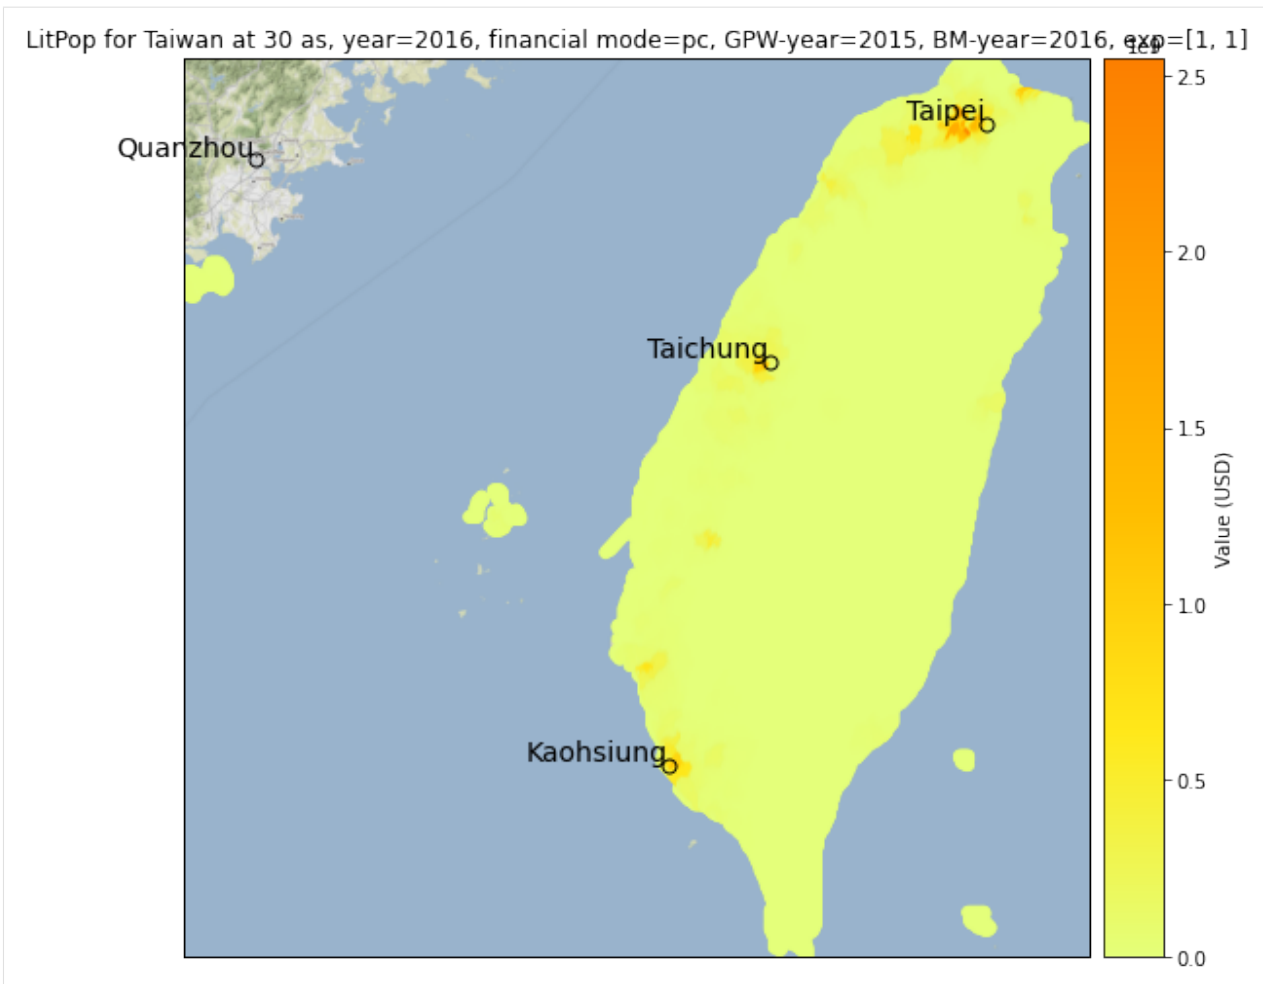 LitPop for Taiwan at 30 as, year=2016, financial mode=pc, GPW-year=2015, BM-year=2016, exp=[1, 1]
1e9
2.5
Taipei
Quanzhou
2.0
Taichung
1.5
Value (USD)
1.0
Kaohsiung
0.5
0.0